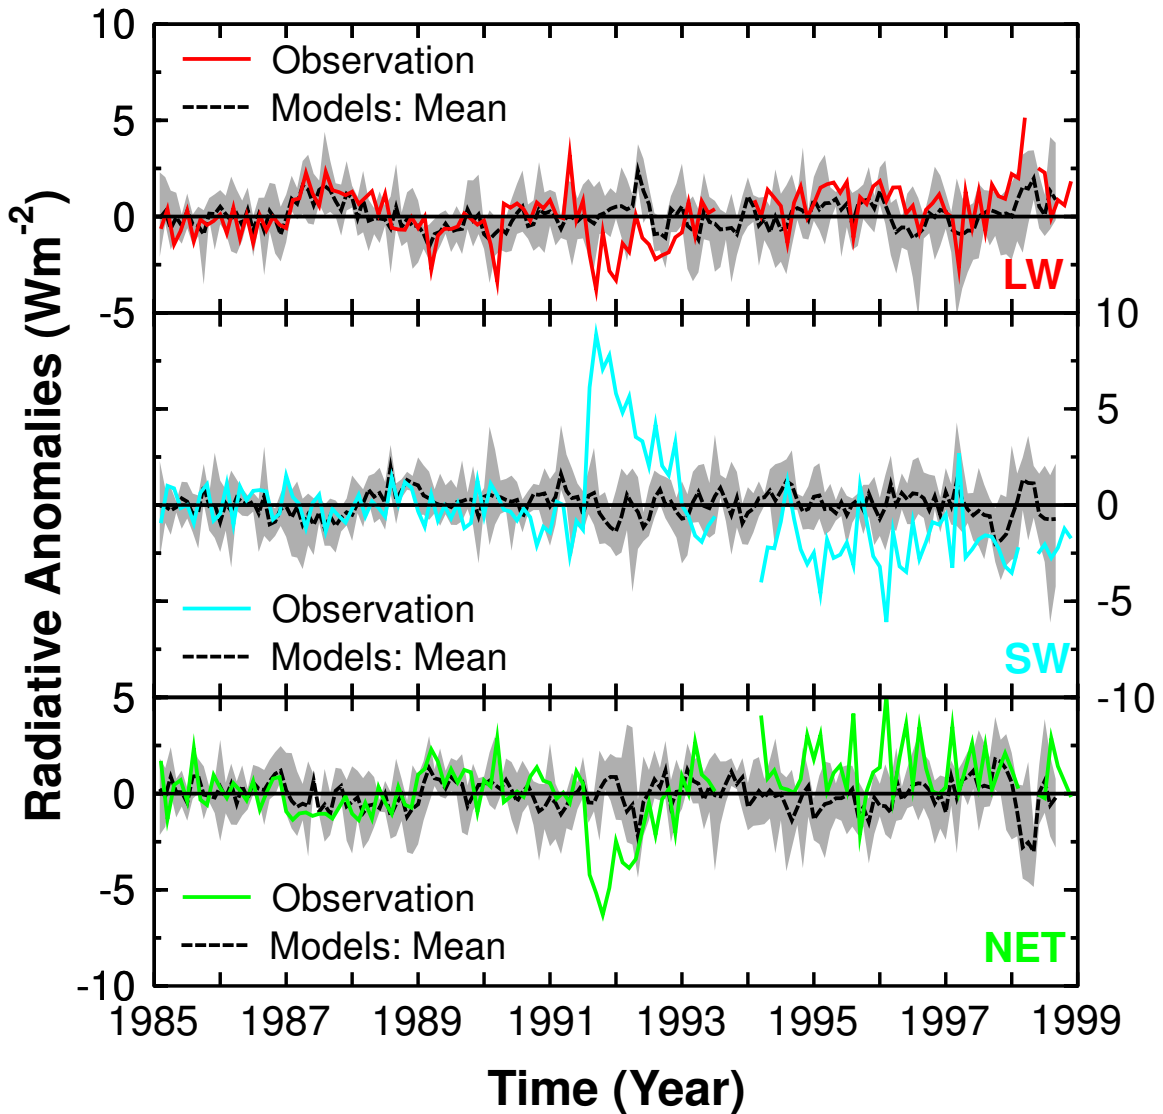 10
Observation
Models: Mean
5
0
LW
-5
10
5
0
Observation
-5
Models: Mean
SW
5
-10
0
-5
Observation
Models: Mean
NET
-10
1985 1987 1989 1991 1993 1995 1997 1999
Time (Year)
Radiative Anomalies (Wm-2)